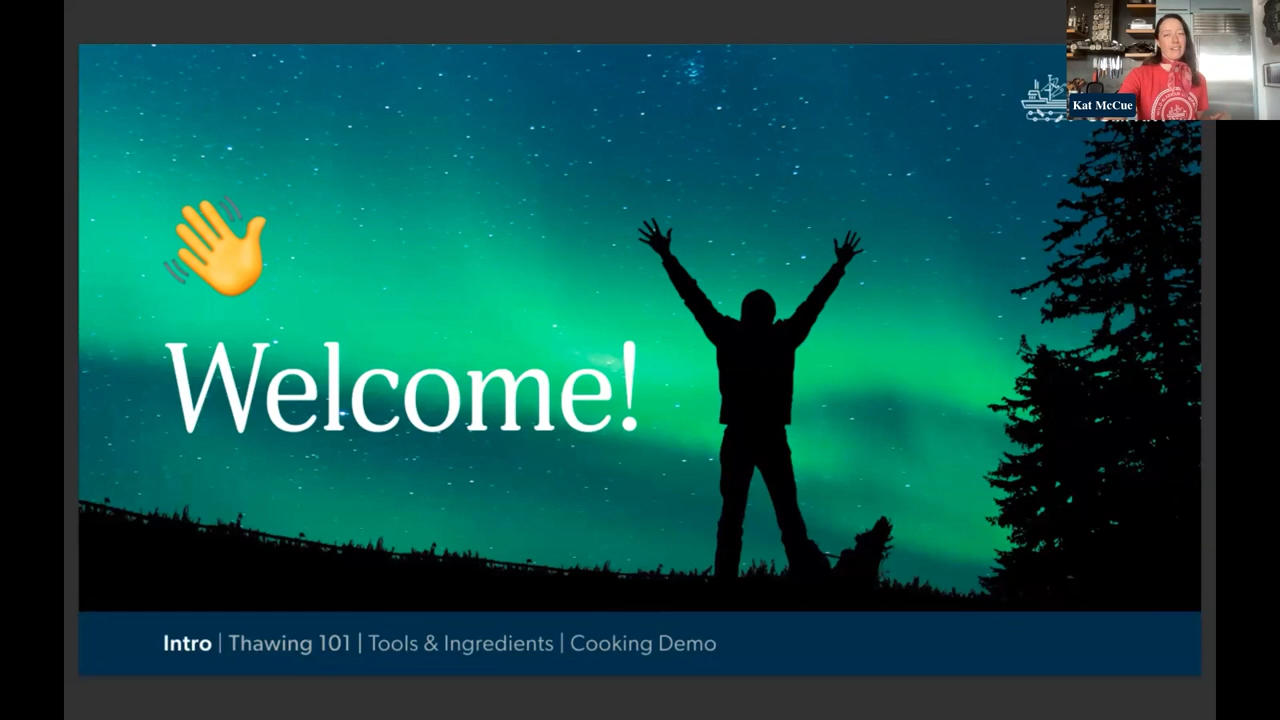 Kat McCue
Welcome!
Intro | Thawing 101 | Tools & Ingredients | Cooking Demo